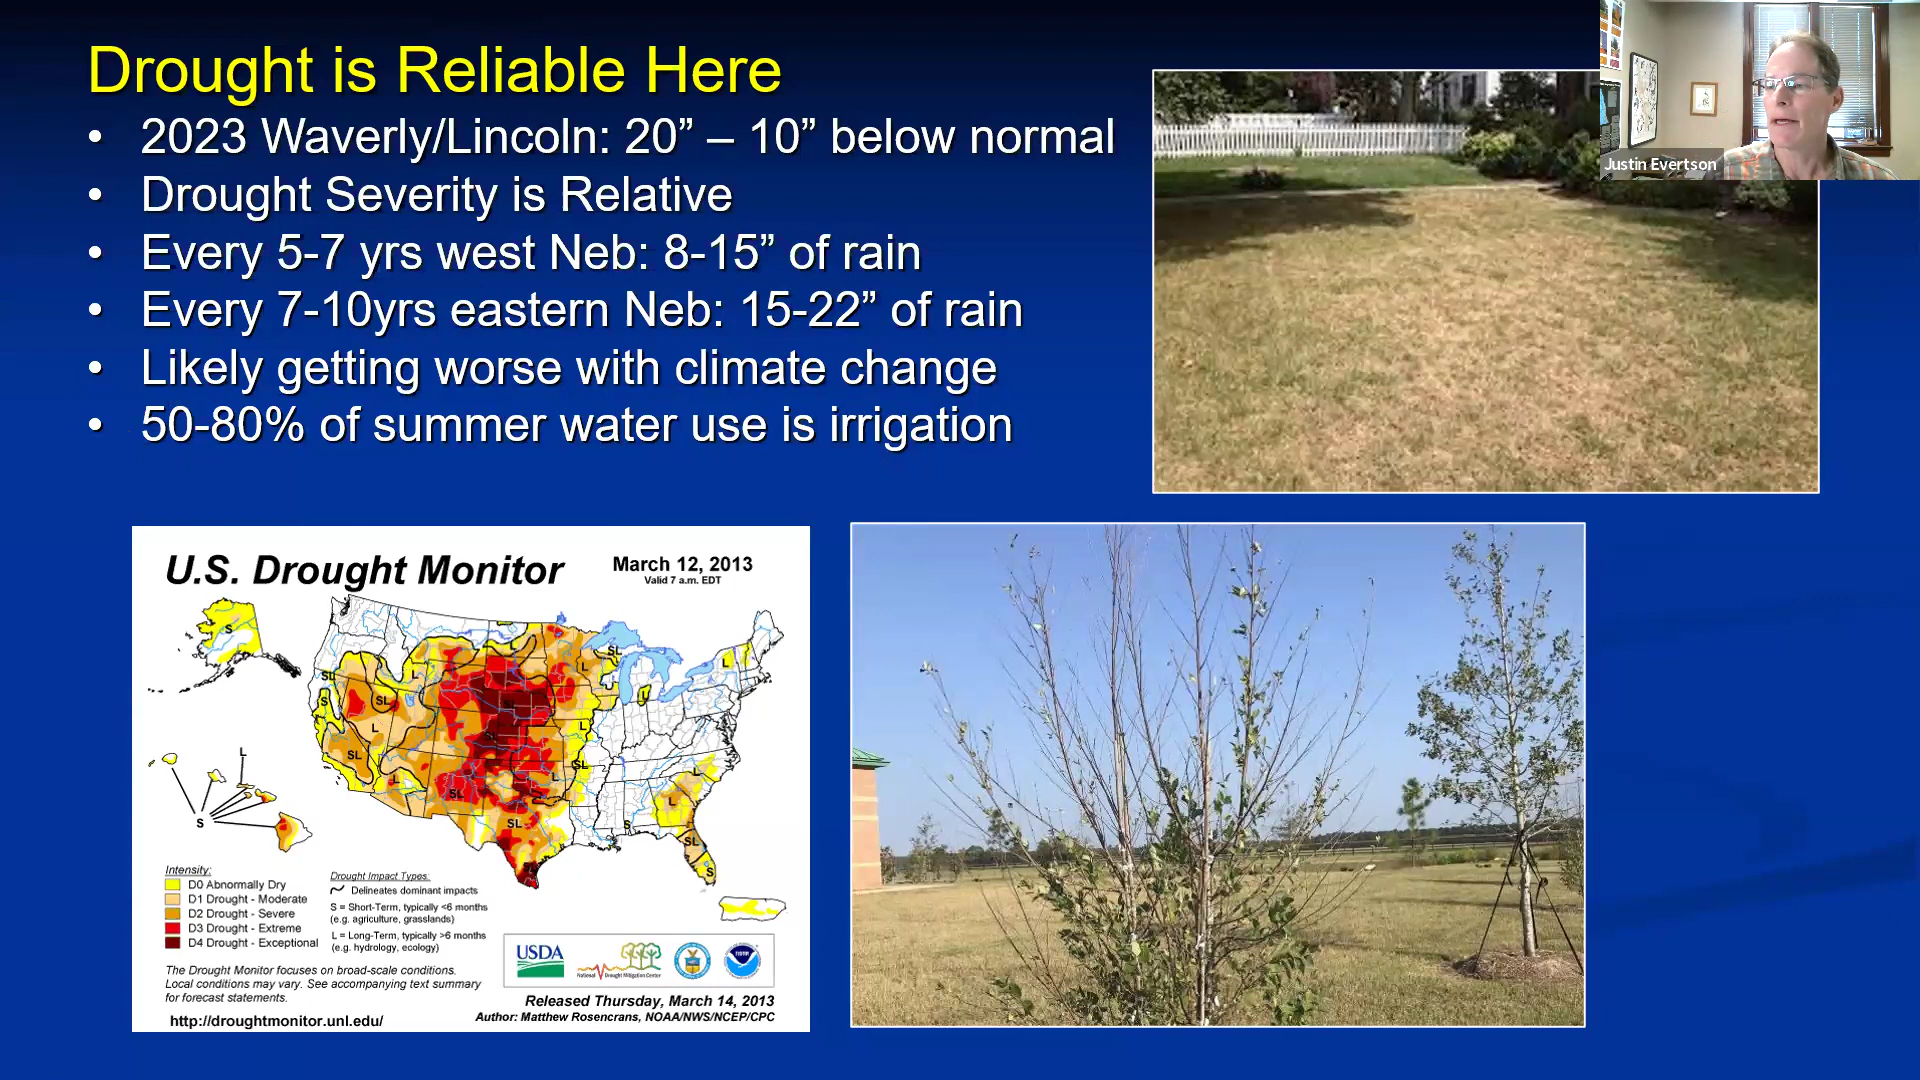 Drought is Reliable Here
• 2023 Waverly/Lincoln: 20” – 10” below normal
• Drought Severity is Relative
• Every 5-7 yrs west Neb: 8-15” of rain
• Every 7-10yrs eastern Neb: 15-22” of rain
• Likely getting worse with climate change
• 50-80% of summer water use is irrigation
Justin Evertson
U.S. Drought Monitor
March 12, 2013
Valid 7 a.m. EDT
Intensity:
D0 Abnormally Dry
D1 Drought - Moderate
D2 Drought - Severe
D3 Drought - Extreme
D4 Drought - Exceptional
Drought Impact Types:
Delineates dominant impacts
S = Short-Term, typically <6 months
(e.g. agriculture, grasslands)
L = Long-Term, typically >6 months
(e.g. hydrology, ecology)
The Drought Monitor focuses on broad-scale conditions.
Local conditions may vary. See accompanying text summary
for forecast statements.
http://droughtmonitor.unl.edu/
USDA
National Drought Mitigation Center
Released Thursday, March 14, 2013
Author: Matthew Rosencrans, NOAA/NWS/NCEP/CPC